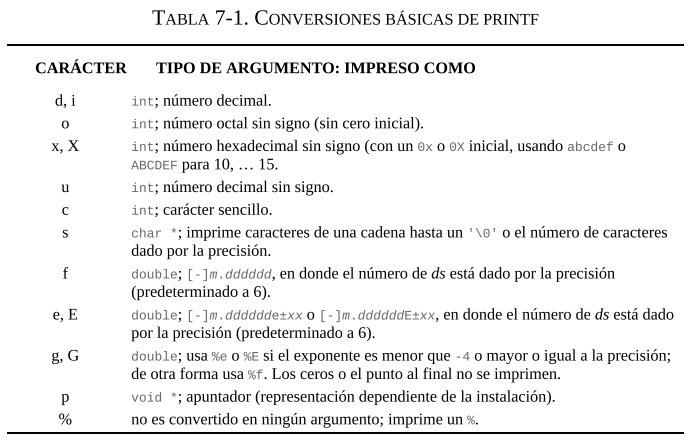 TABLA 7-1. CONVERSIONES BÁSICAS DE PRINTF
CARÁCTER TIPO DE ARGUMENTO: IMPRESO COMO
d, i int; número decimal.
o int; número octal sin signo (sin cero inicial).
x, X int; número hexadecimal sin signo (con un 0x o 0X inicial, usando abcdef o
ABCDEF para 10, … 15.
u int; número decimal sin signo.
c int; carácter sencillo.
s char *; imprime caracteres de una cadena hasta un '\0' o el número de caracteres
dado por la precisión.
f double; [-]m.dddddd, en donde el número de ds está dado por la precisión
(predeterminado a 6).
e, E double; [-]m.dddddde±xx o [-]m.ddddddE±xx, en donde el número de ds está dado
por la precisión (predeterminado a 6).
g, G double; usa %e o %E si el exponente es menor que -4 o mayor o igual a la precisión;
de otra forma usa %f. Los ceros o el punto al final no se imprimen.
p void *; apuntador (representación dependiente de la instalación).
% no es convertido en ningún argumento; imprime un %.